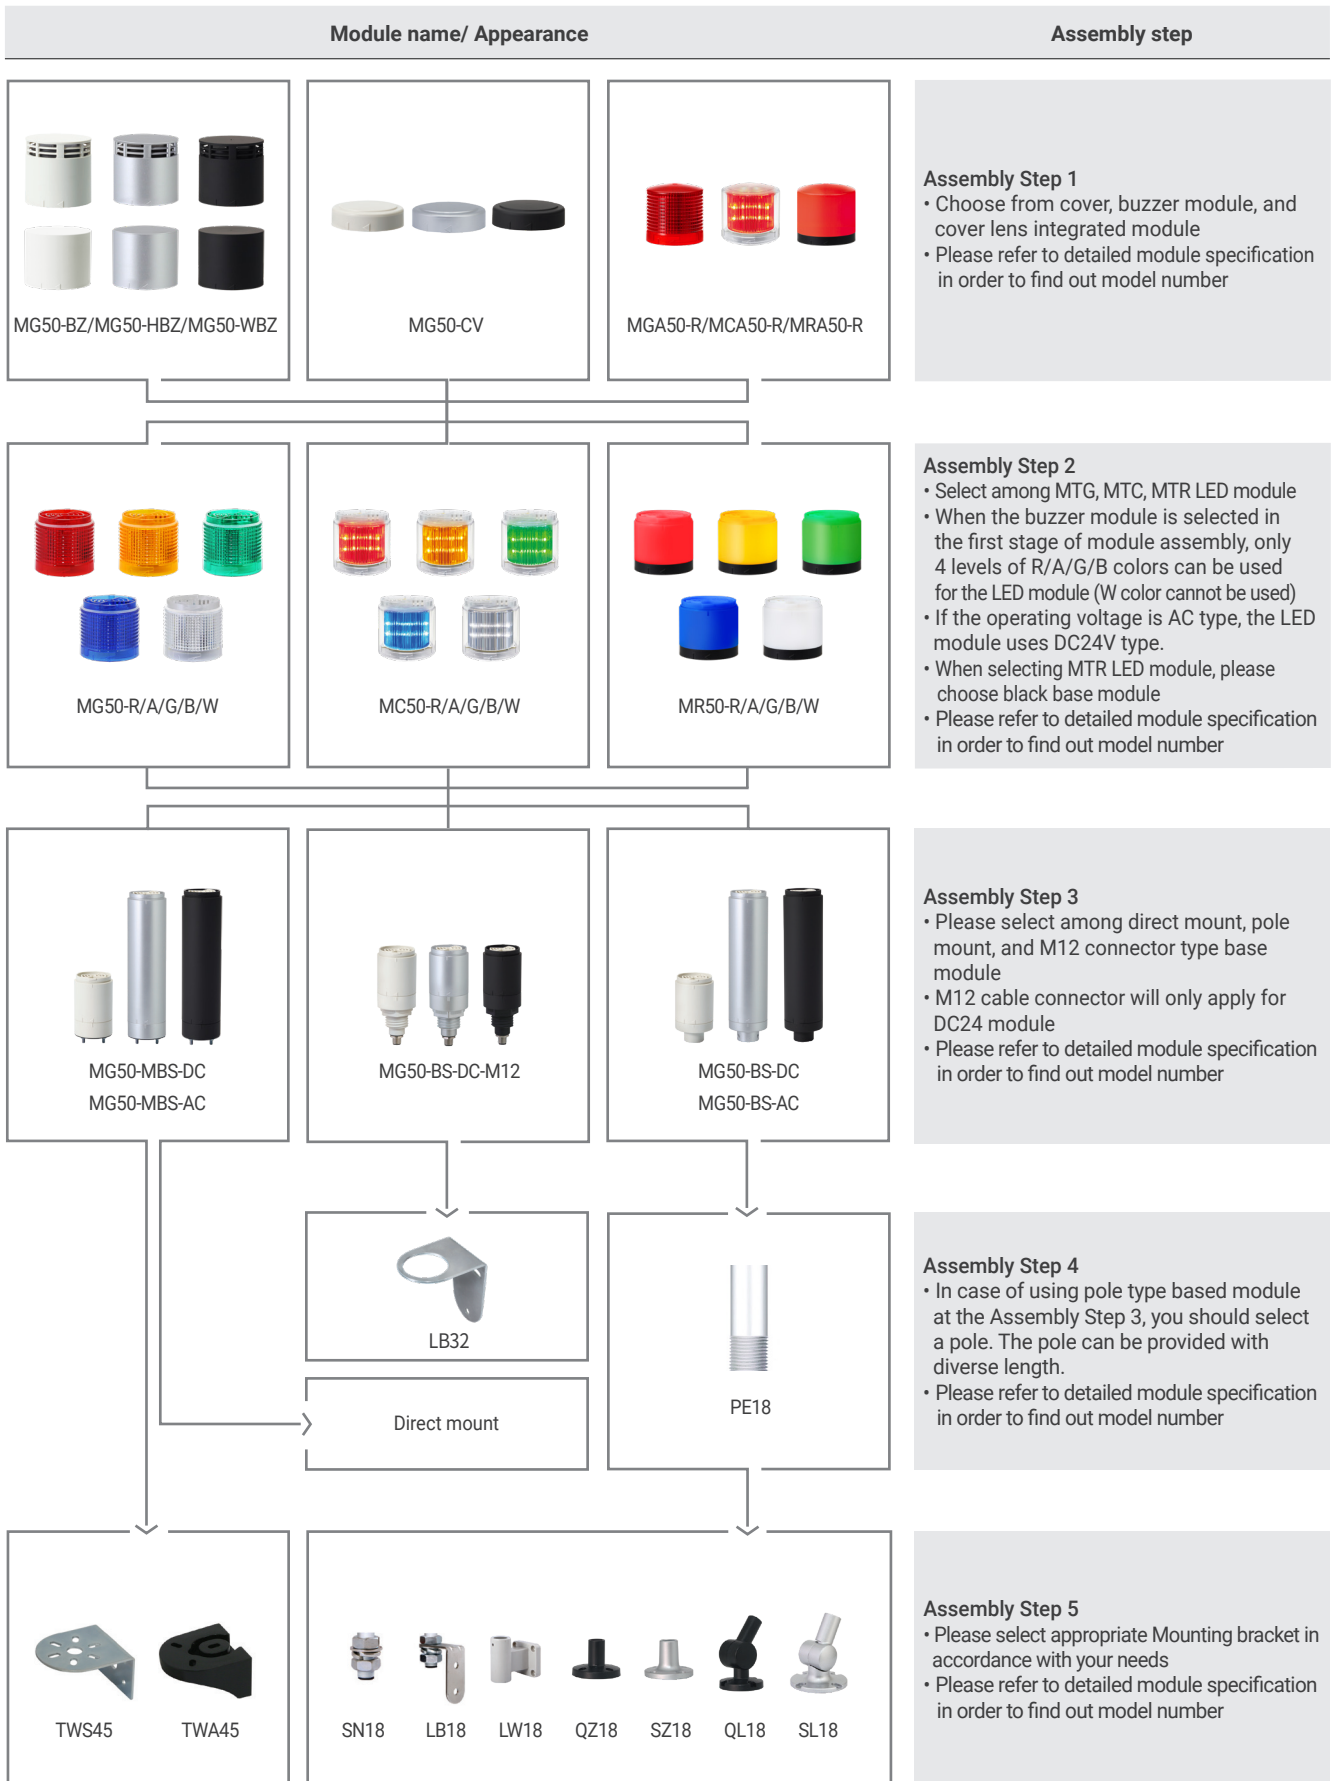 Module name/ Appearance
Assembly step
MG50-BZ/MG50-HBZ/MG50-WBZ
MG50-CV
MGA50-R/MCA50-R/MRA50-R
Assembly Step 1
• Choose from cover, buzzer module, and
cover lens integrated module
• Please refer to detailed module specification
in order to find out model number
MG50-R/A/G/B/W
MC50-R/A/G/B/W
MR50-R/A/G/B/W
Assembly Step 2
• Select among MTG, MTC, MTR LED module
• When the buzzer module is selected in
the first stage of module assembly, only
4 levels of R/A/G/B colors can be used
for the LED module (W color cannot be used)
• If the operating voltage is AC type, the LED
module uses DC24V type.
• When selecting MTR LED module, please
choose black base module
• Please refer to detailed module specification
in order to find out model number
MG50-MBS-DC
MG50-MBS-AC
MG50-BS-DC-M12
MG50-BS-DC
MG50-BS-AC
Assembly Step 3
• Please select among direct mount, pole
mount, and M12 connector type base
module
• M12 cable connector will only apply for
DC24 module
• Please refer to detailed module specification
in order to find out model number
LB32
Direct mount
PE18
Assembly Step 4
• In case of using pole type based module
at the Assembly Step 3, you should select
a pole. The pole can be provided with
diverse length.
• Please refer to detailed module specification
in order to find out model number
TWS45
TWA45
SN18
LB18
LW18
QZ18
SZ18
QL18
SL18
Assembly Step 5
• Please select appropriate Mounting bracket in
accordance with your needs
• Please refer to detailed module specification
in order to find out model number